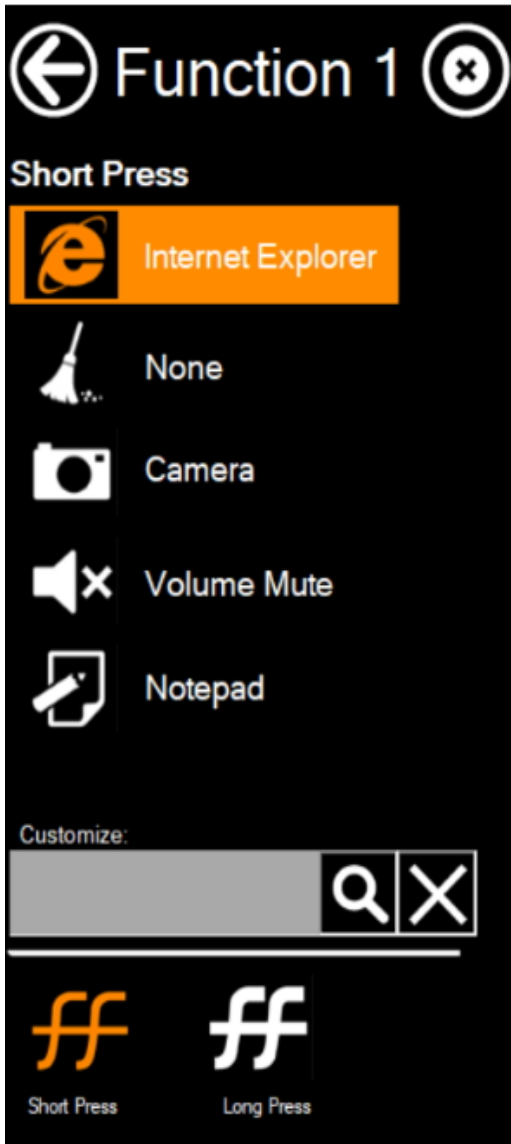 Function 1
Short Press
Internet Explorer
None
Camera
Volume Mute
Notepad
Customize:
Short Press
Long Press